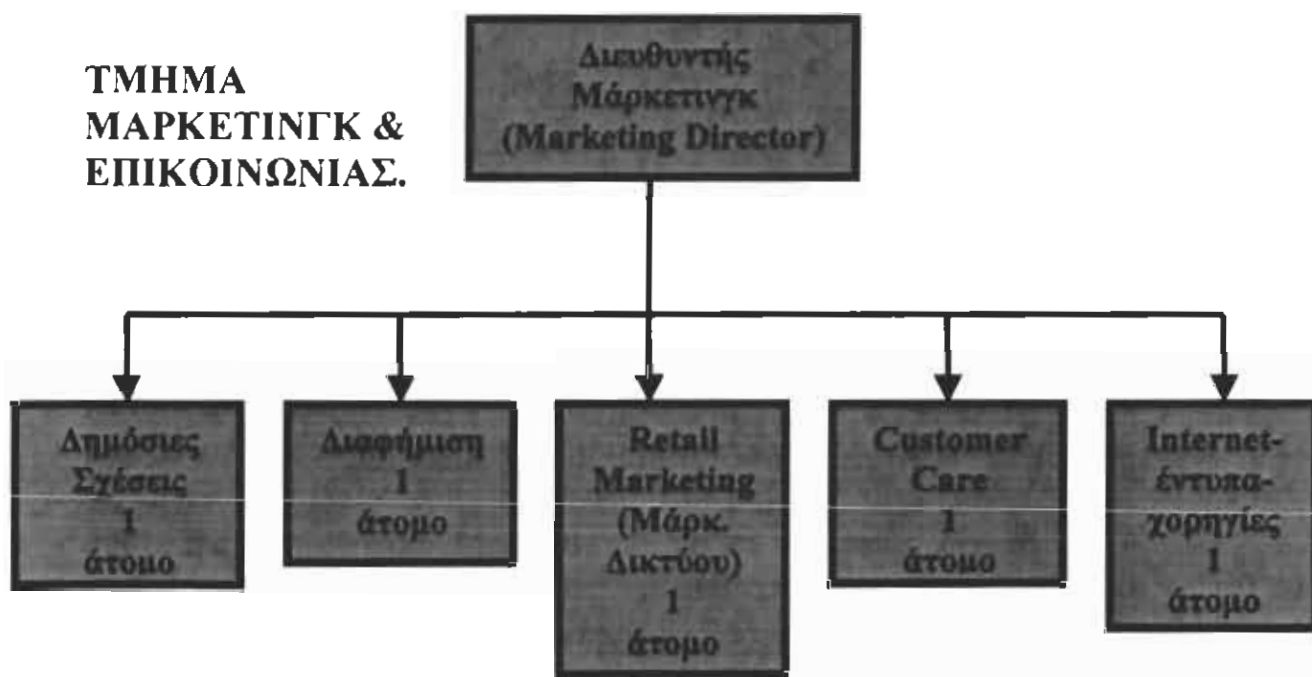 ΤΜΗΜΑ
ΜΑΡΚΕΤΙΝΓΚ &
ΕΠΙΚΟΙΝΩΝΙΑΣ.
Διευθυντής
Μάρκετινγκ
(Marketing Director)
Δημόσιες
Σχέσεις
1
άτομο
Διαφήμιση
1
άτομο
Retail
Marketing
(Μάρκ.
Δικτύου)
1
άτομο
Customer
Care
1
άτομο
Internet-
έντυπα-
χορηγίες
1
άτομο